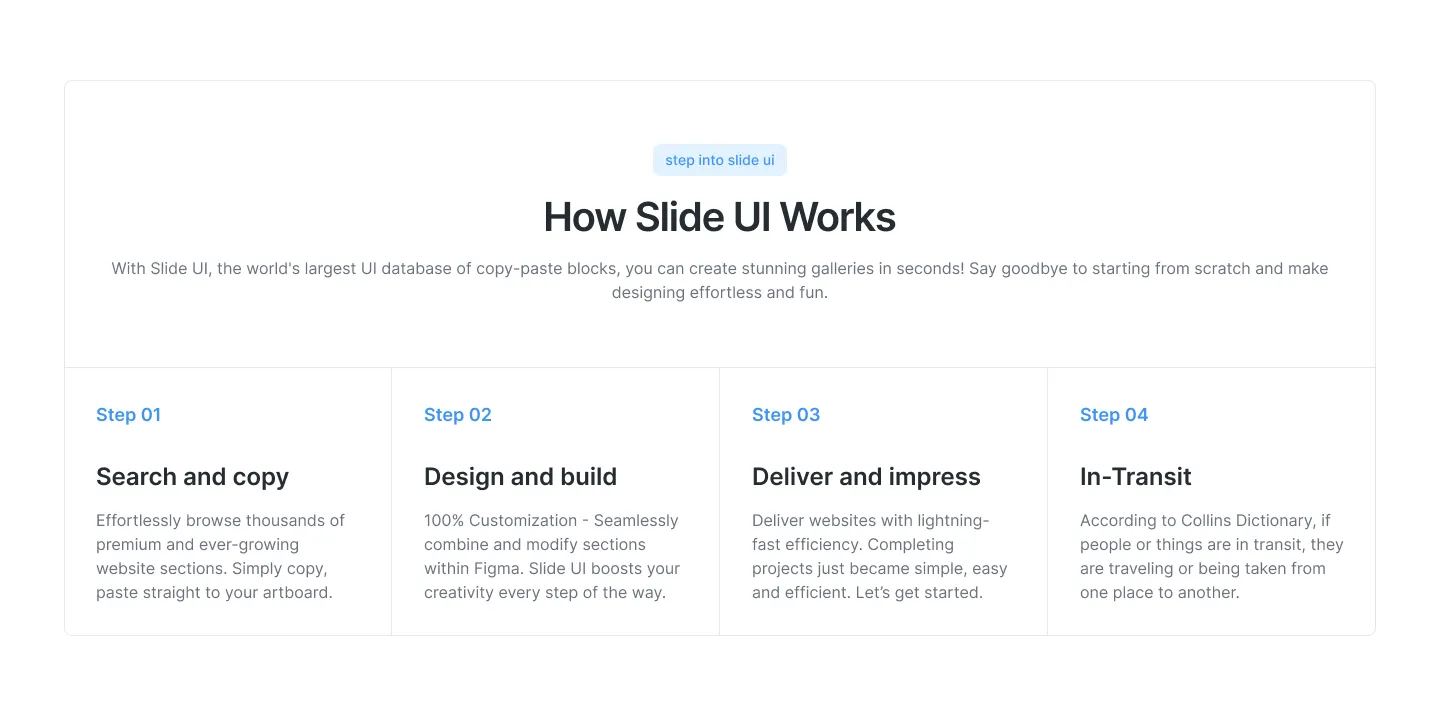 step into slide ui
How Slide UI Works
With Slide UI, the world's largest UI database of copy-paste blocks, you can create stunning galleries in seconds! Say goodbye to starting from scratch and make
designing effortless and fun.
Step 01
Search and copy
Effortlessly browse thousands of
premium and ever-growing
website sections. Simply copy,
paste straight to your artboard.
Step 02
Design and build
100% Customization - Seamlessly
combine and modify sections
within Figma. Slide UI boosts your
creativity every step of the way.
Step 03
Deliver and impress
Deliver websites with lightning-
fast efficiency. Completing
projects just became simple, easy
and efficient. Let’s get started.
Step 04
In-Transit
According to Collins Dictionary, if
people or things are in transit, they
are traveling or being taken from
one place to another.